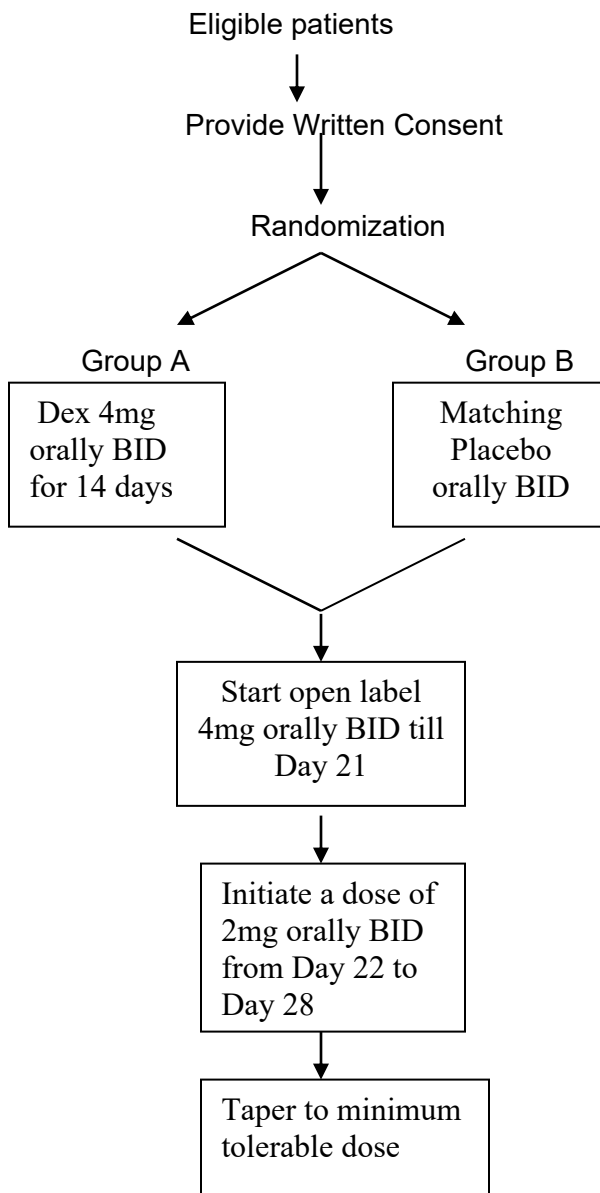 Eligible patients
Provide Written Consent
Randomization
Group A
Dex 4mg
orally BID
for 14 days
Group B
Matching
Placebo
orally BID
Start open label
4mg orally BID till
Day 21
Initiate a dose of
2mg orally BID
from Day 22 to
Day 28
Taper to minimum
tolerable dose